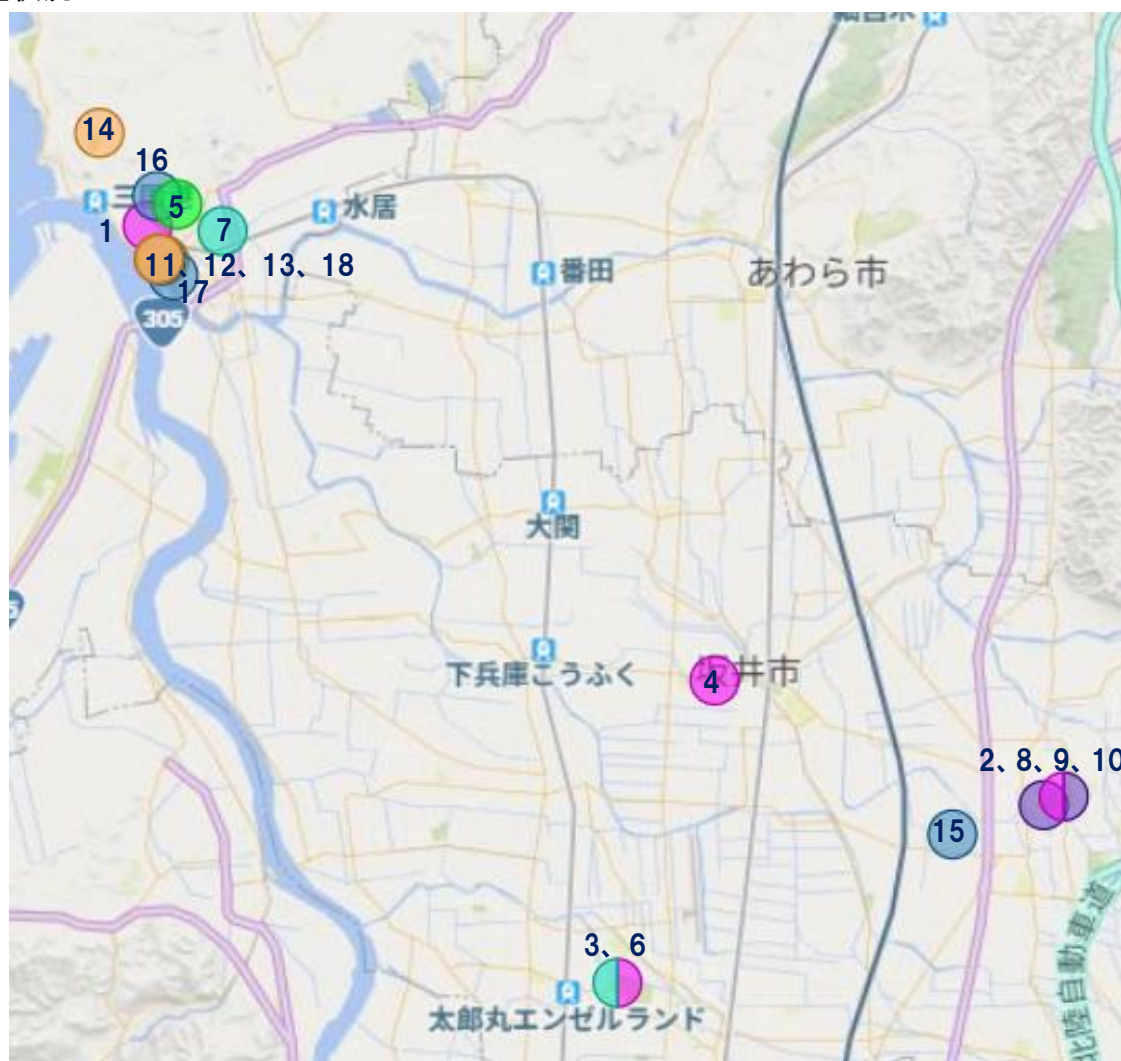 14
16
5
水居
1
7
11、12、13、18
17
305
番田
あわら市
大関
下兵庫こうふく
4
井市
2、8、9、10
15
3、6
太郎丸エンゼルランド
北陸自動車道